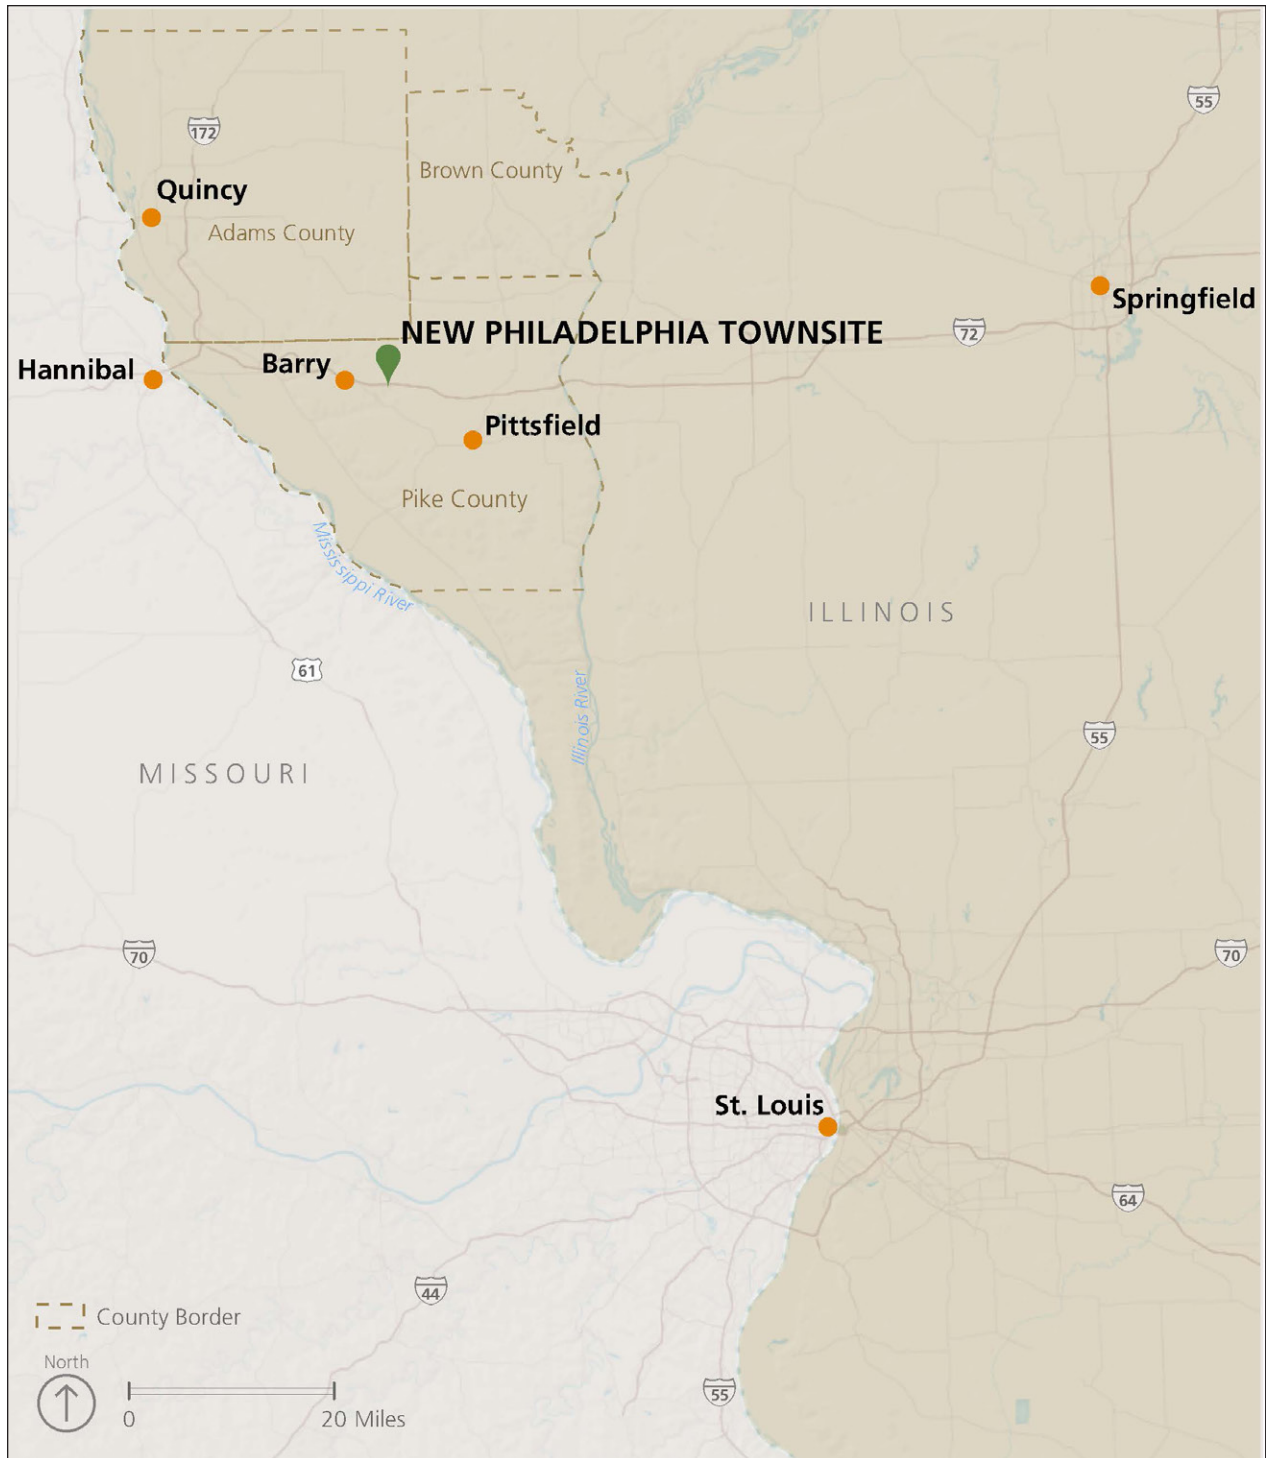 55
172
Brown County
Quincy
Adams County
Springfield
NEW PHILADELPHIA TOWNSITE
72
Hannibal
Barry
Pittsfield
Pike County
Mississippi River
ILLINOIS
61
Illinois River
55
MISSOURI
70
70
St. Louis
64
44
County Border
North
55
0
20 Miles